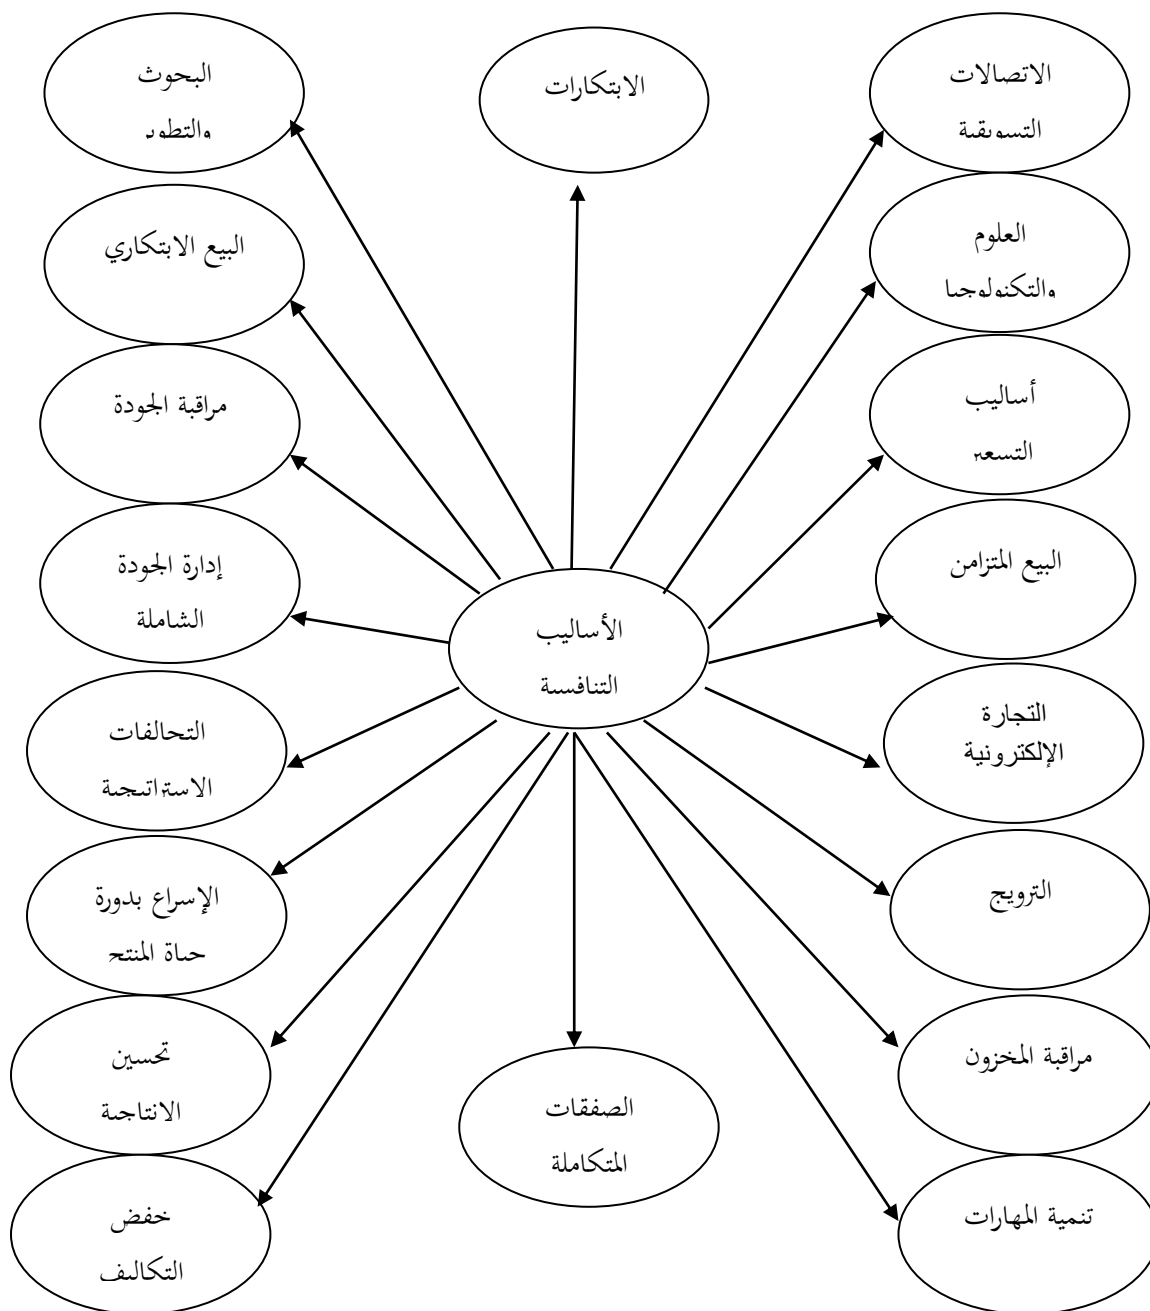 الاتصالات
التسويقية
الابتكارات
البحوث
والتطوير
العلوم
والتكنولوجيا
البيع الابتكاري
أساليب
التسعير
مراقبة الجودة
البيع المتزامن
إدارة الجودة
الشاملة
الأساليب
التنافسية
التجارة
الإلكترونية
التحالفات
الاستراتيجية
الترويج
الإسراع بدورة
حياة المنتج
مراقبة المخزون
تحسين
الانتاجية
الصفقات
المتكاملة
تنمية المهارات
خفض
التكاليف